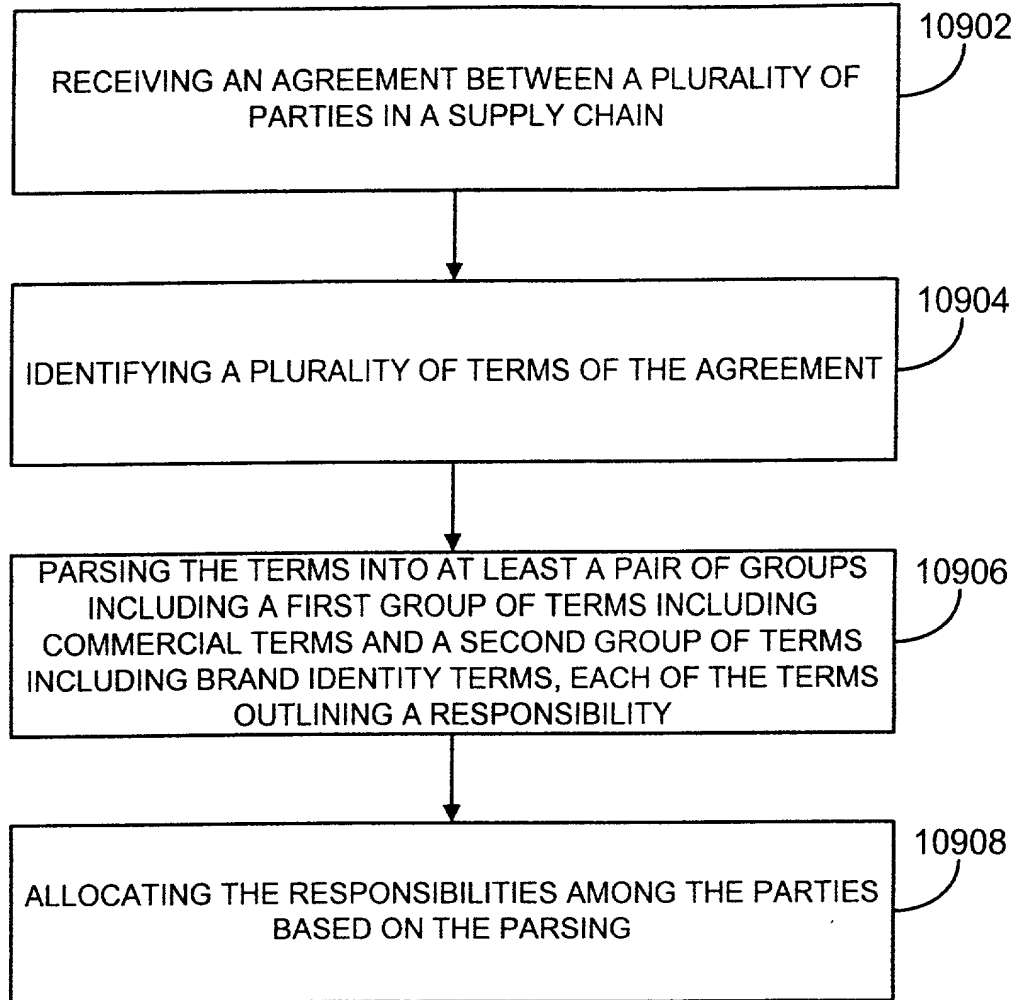 10902
RECEIVING AN AGREEMENT BETWEEN A PLURALITY OF
PARTIES IN A SUPPLY CHAIN
10904
IDENTIFYING A PLURALITY OF TERMS OF THE AGREEMENT
10906
PARSING THE TERMS INTO AT LEAST A PAIR OF GROUPS
INCLUDING A FIRST GROUP OF TERMS INCLUDING
COMMERCIAL TERMS AND A SECOND GROUP OF TERMS
INCLUDING BRAND IDENTITY TERMS, EACH OF THE TERMS
OUTLINING A RESPONSIBILITY
10908
ALLOCATING THE RESPONSIBILITIES AMONG THE PARTIES
BASED ON THE PARSING